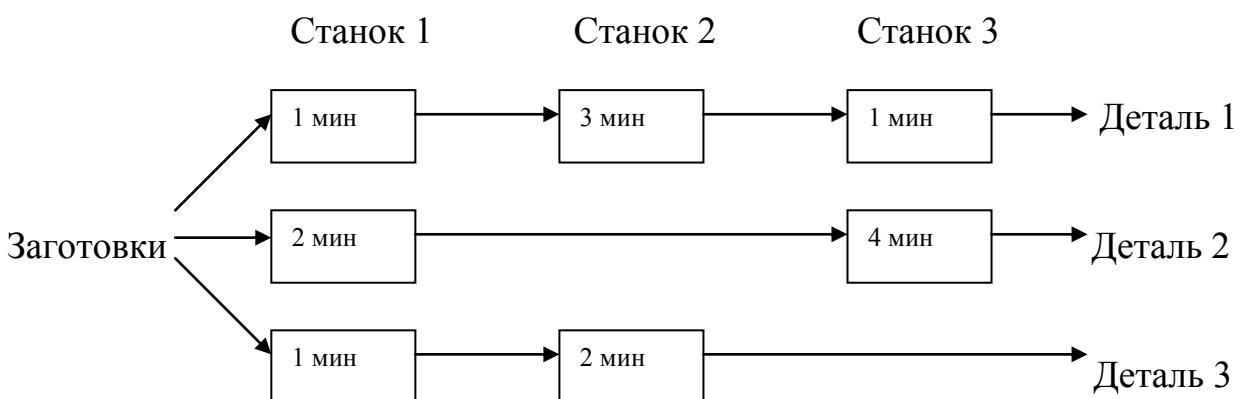 Станок 1 Станок 2 Станок 3
1 мин 3 мин 1 мин Деталь 1
Заготовки 2 мин 4 мин Деталь 2
1 мин 2 мин Деталь 3